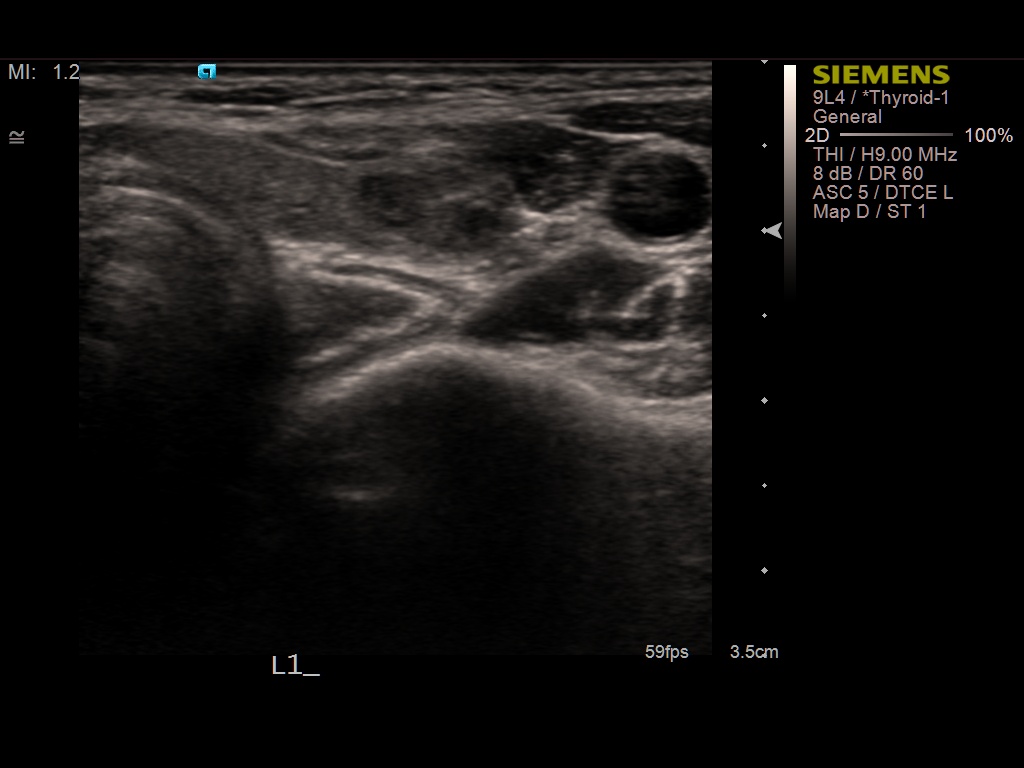 MI: 1.2
≅
SIEMENS
9L4 / *Thyroid-1
General
2D 100%
THI / H9.00 MHz
8 dB / DR 60
ASC 5 / DTCE L
Map D / ST 1
59fps 3.5cm
L1_